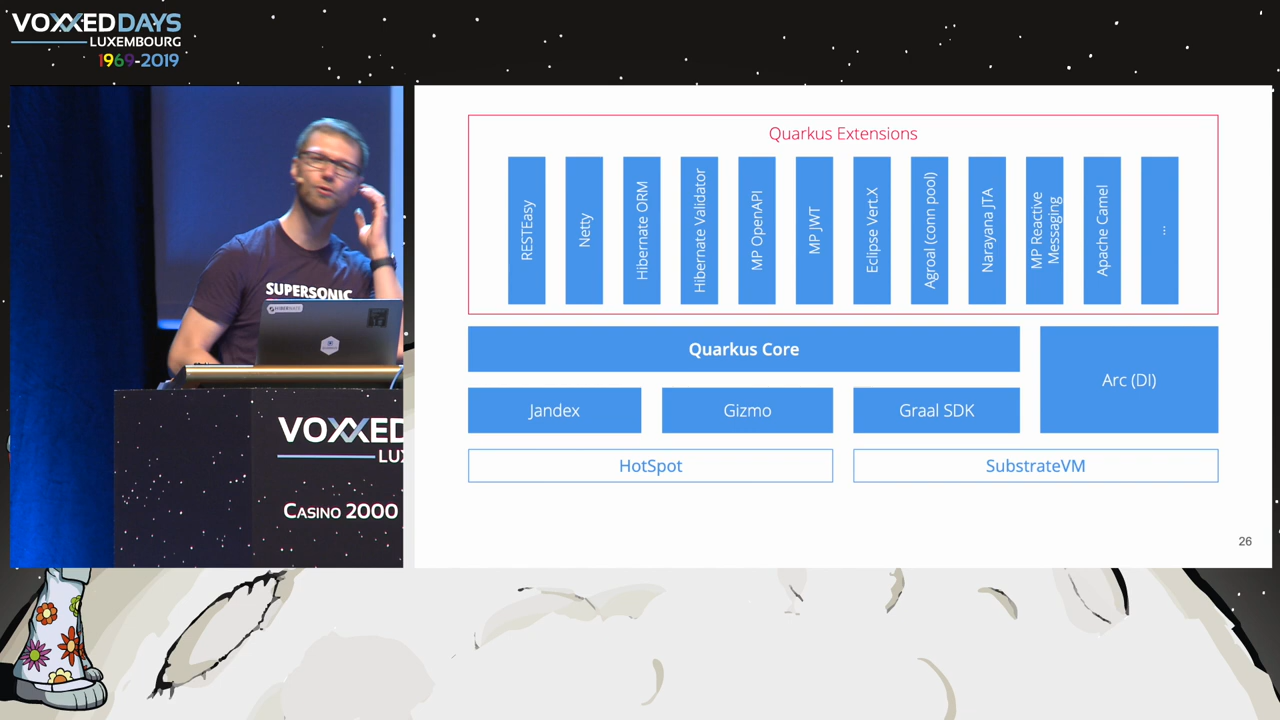 VOXXEDDAYS
LUXEMBOURG
1969-2019
SUPERSONIC
HIBERNATE
VOXXED
LU
CASINO 2000
Quarkus Extensions
RESTEasy
Netty
Hibernate ORM
Hibernate Validator
MP OpenAPI
MP JWT
Eclipse Vert.X
Agroal (conn pool)
Narayana JTA
MP Reactive
Messaging
Apache Camel
...
Quarkus Core
Arc (DI)
Jandex
Gizmo
Graal SDK
HotSpot
SubstrateVM
26